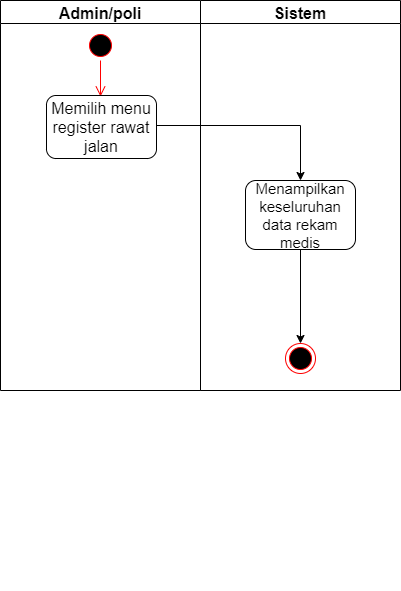 Admin/poli
Sistem
Memilih menu
register rawat
jalan
Menampilkan
keseluruhan
data rekam
medis